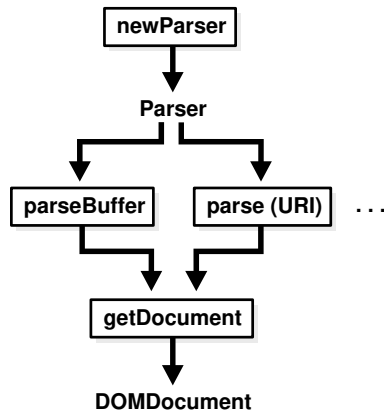 newParser
Parser
parseBuffer
parse (URI)
. . .
getDocument
DOMDocument